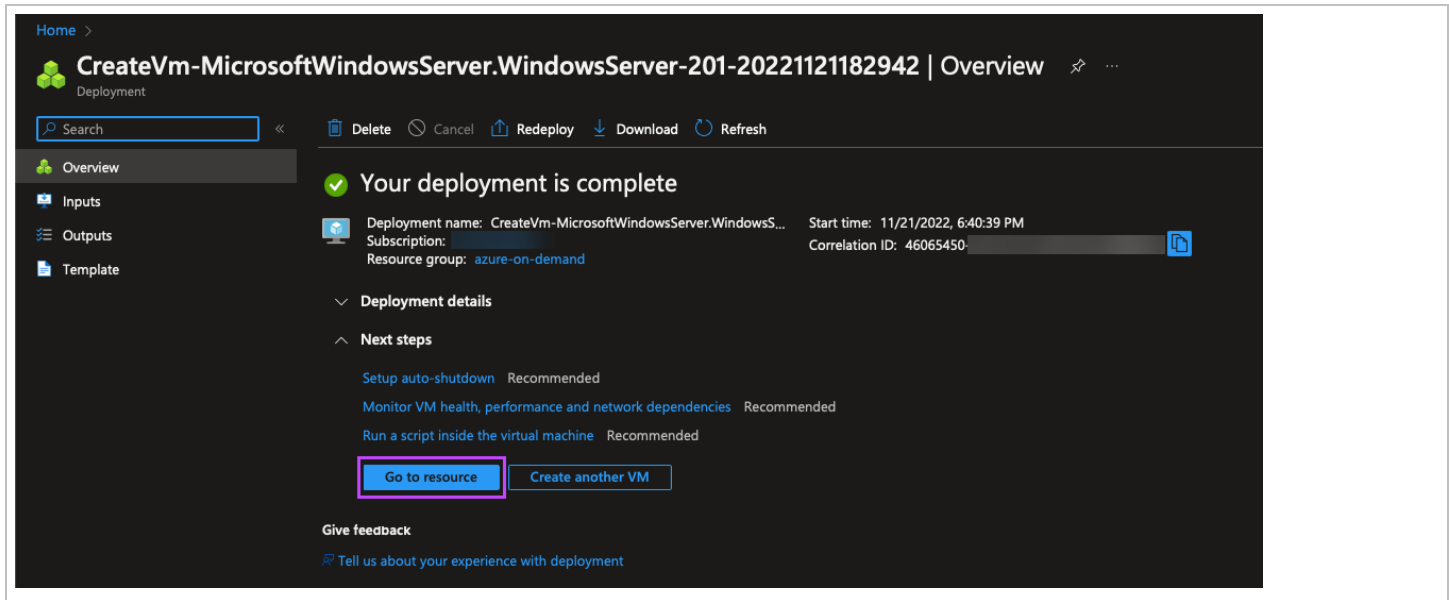 Home >
CreateVm-MicrosoftWindowsServer.WindowsServer-201-20221121182942 | Overview ...
Deployment
Search «
Delete Cancel Redeploy Download Refresh
Overview
Inputs
Outputs
Template
Your deployment is complete
Deployment name: CreateVm-MicrosoftWindowsServer.WindowsS... Start time: 11/21/2022, 6:40:39 PM
Subscription:
Correlation ID: 46065450-
Resource group: azure-on-demand
Deployment details
Next steps
Setup auto-shutdown Recommended
Monitor VM health, performance and network dependencies Recommended
Run a script inside the virtual machine Recommended
Go to resource Create another VM
Give feedback
Tell us about your experience with deployment